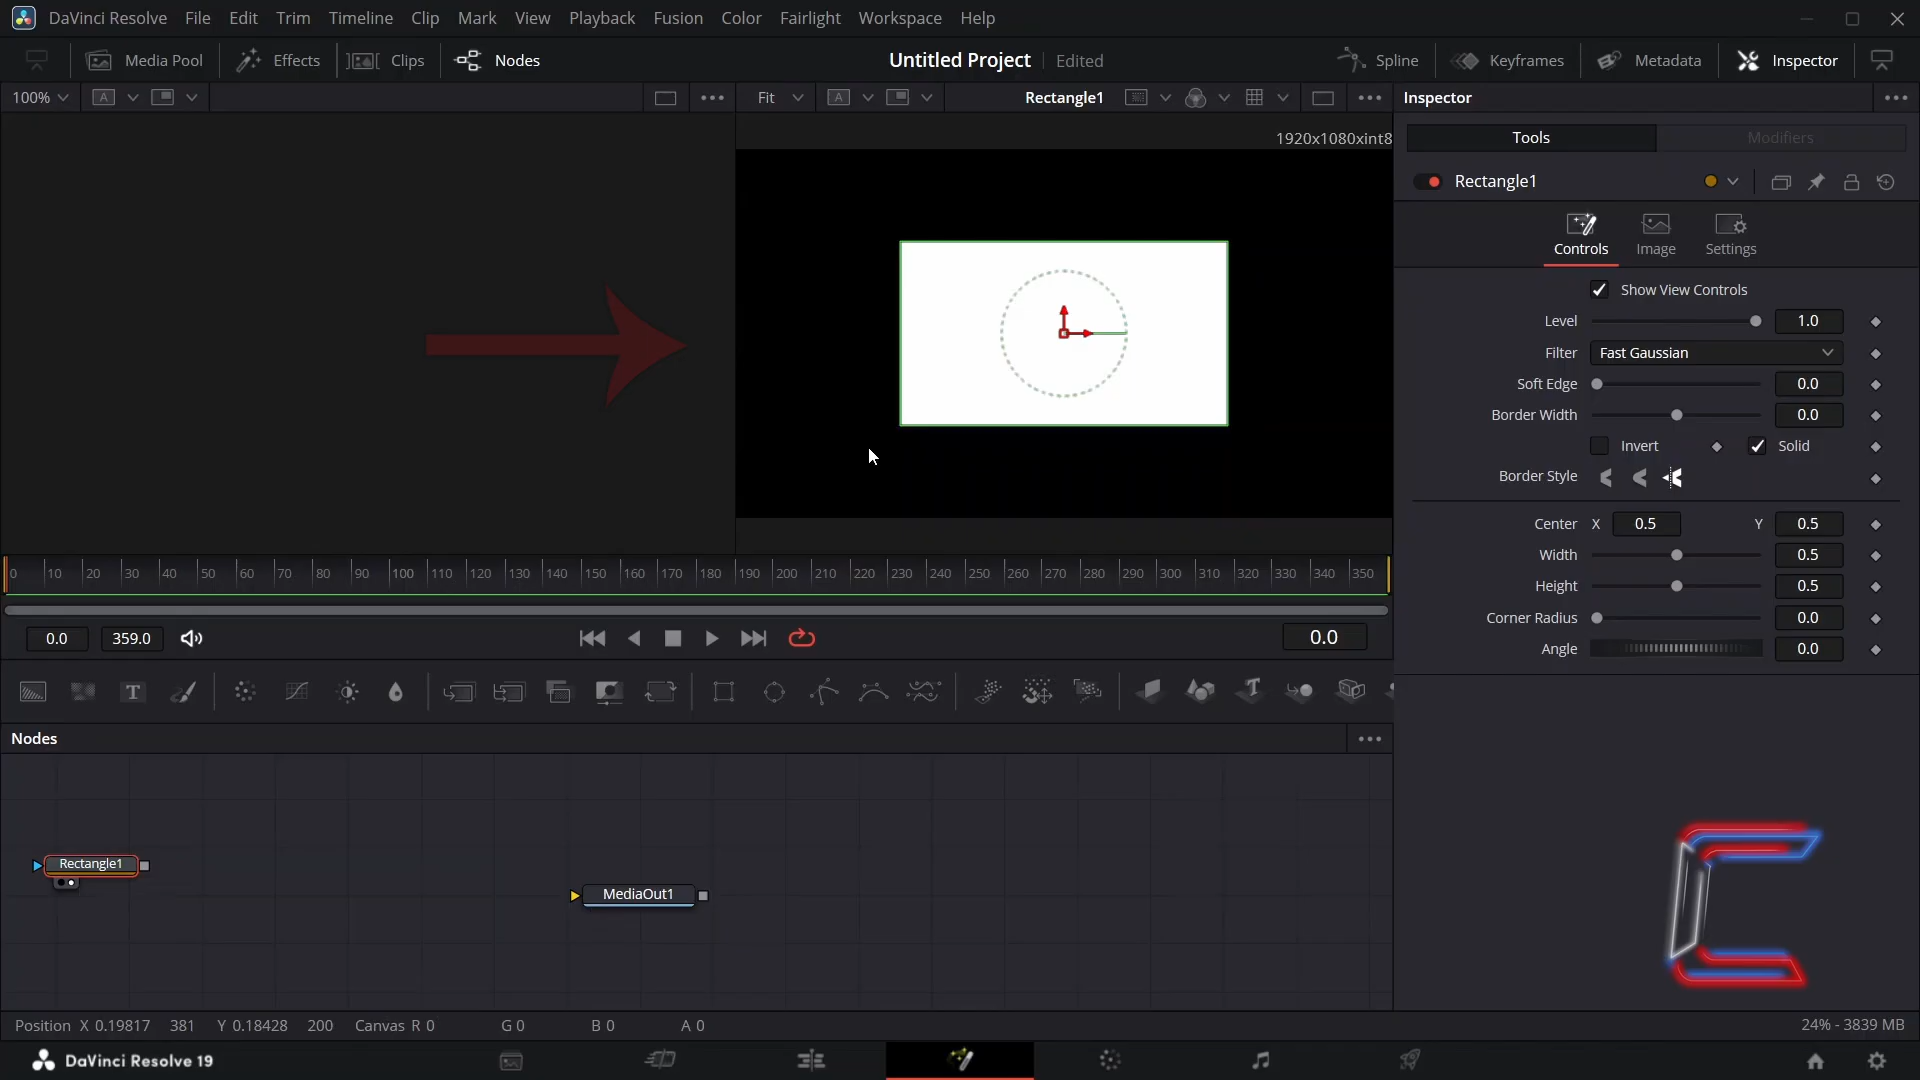 DaVinci Resolve File Edit Trim Timeline Clip Mark View Playback Fusion Color Fairlight Workspace Help
Media Pool Effects Clips Nodes Untitled Project Edited Spline Keyframes Metadata Inspector
100% A Fit A Rectangle1 Inspector
1920x1080xint8
Tools Modifiers
Rectangle1
Controls Image Settings
Show View Controls
Level 1.0
Filter Fast Gaussian
Soft Edge 0.0
Border Width 0.0
Invert Solid
Border Style
Center X 0.5 Y 0.5
Width 0.5
Height 0.5
Corner Radius 0.0
Angle 0.0
0 10 20 30 40 50 60 70 80 90 100 110 120 130 140 150 160 170 180 190 200 210 220 230 240 250 260 270 280 290 300 310 320 330 340 350
0.0 359.0 0.0
T T
Nodes
Rectangle1
MediaOut1
Position X 0.19817 381 Y 0.18428 200 Canvas R 0 G 0 B 0 A 0 24% - 3839 MB
DaVinci Resolve 19